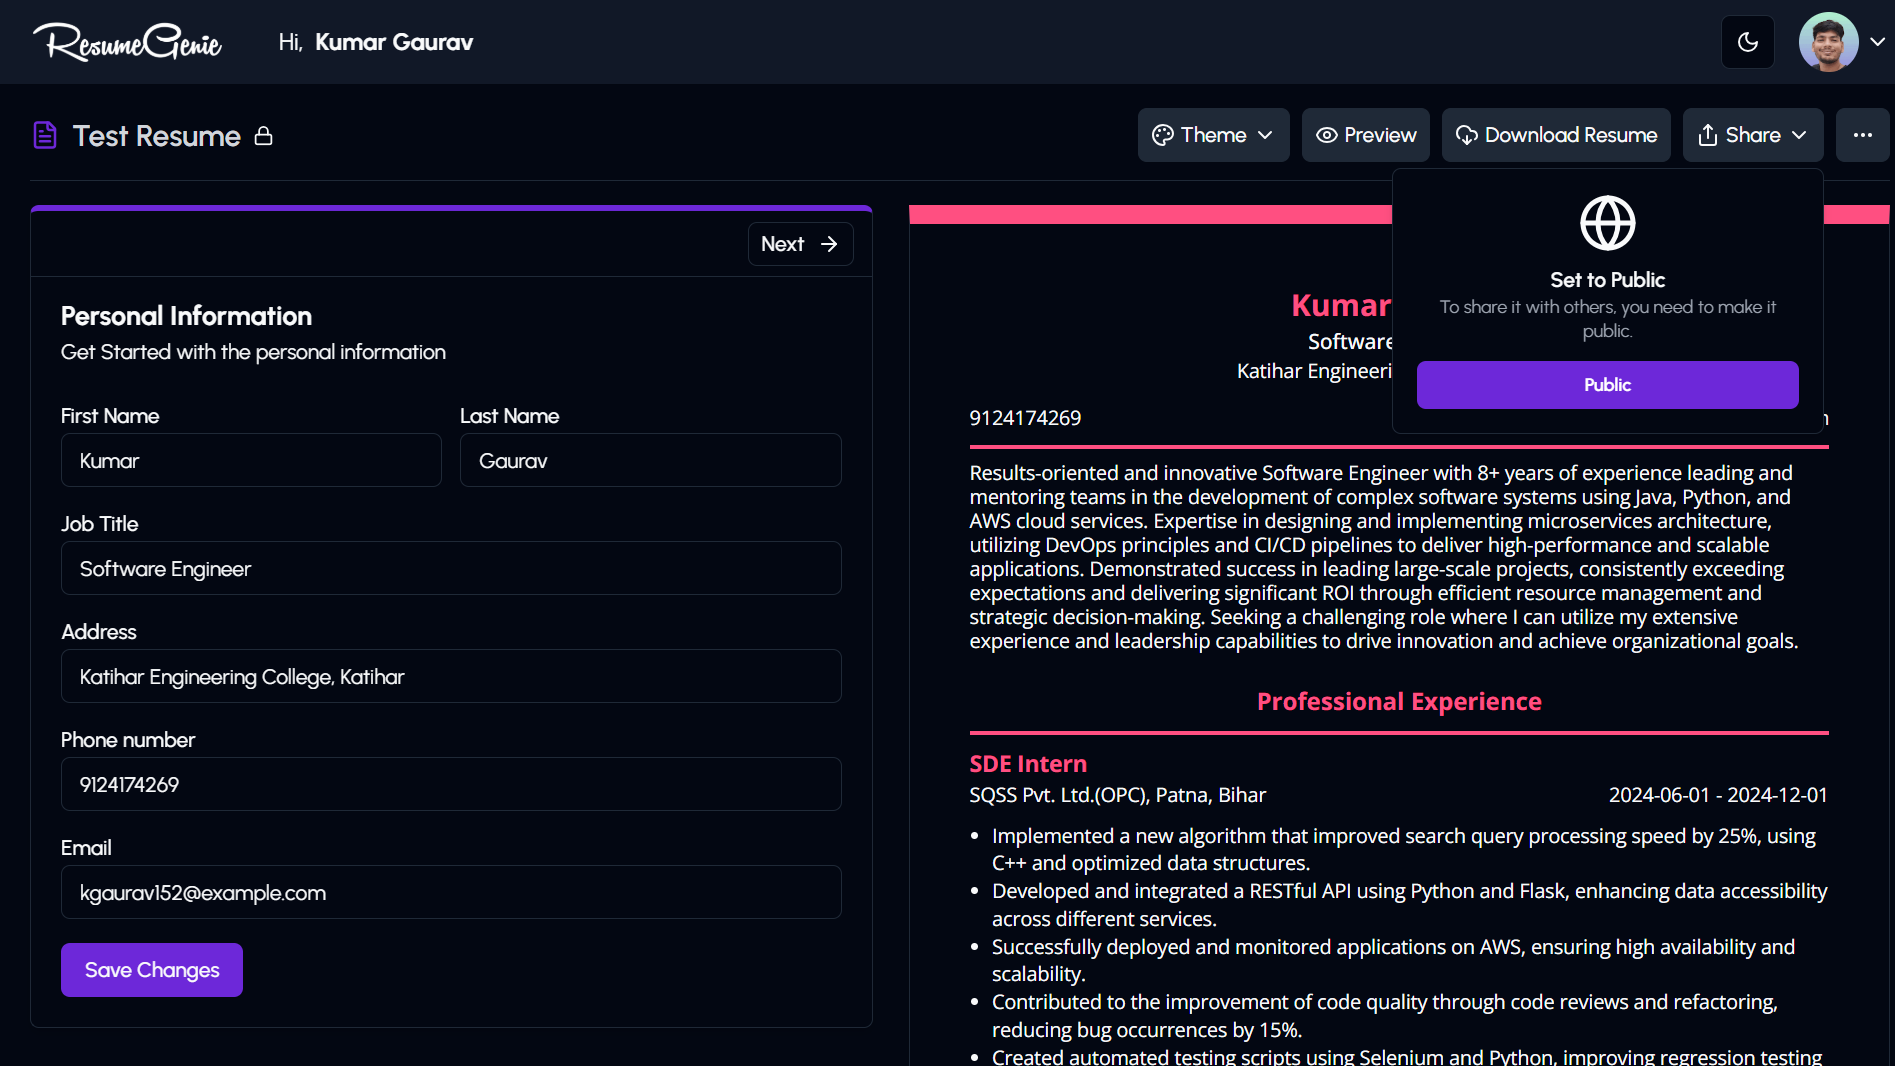 ResumeGenie
Hi, Kumar Gaurav
Test Resume
Theme
Preview
Download Resume
Share
Next
Personal Information
Get Started with the personal information
First Name
Last Name
Kumar
Gaurav
Job Title
Software Engineer
Address
Katihar Engineering College, Katihar
Phone number
9124174269
Email
kgaurav152@example.com
Save Changes
Set to Public
To share it with others, you need to make it
public.
Public
Kumar
Software
Katihar Engineeri
9124174269
Results-oriented and innovative Software Engineer with 8+ years of experience leading and
mentoring teams in the development of complex software systems using Java, Python, and
AWS cloud services. Expertise in designing and implementing microservices architecture,
utilizing DevOps principles and CI/CD pipelines to deliver high-performance and scalable
applications. Demonstrated success in leading large-scale projects, consistently exceeding
expectations and delivering significant ROI through efficient resource management and
strategic decision-making. Seeking a challenging role where I can utilize my extensive
experience and leadership capabilities to drive innovation and achieve organizational goals.
Professional Experience
SDE Intern
SQSS Pvt. Ltd.(OPC), Patna, Bihar
2024-06-01 - 2024-12-01
• Implemented a new algorithm that improved search query processing speed by 25%, using
C++ and optimized data structures.
• Developed and integrated a RESTful API using Python and Flask, enhancing data accessibility
across different services.
• Successfully deployed and monitored applications on AWS, ensuring high availability and
scalability.
• Contributed to the improvement of code quality through code reviews and refactoring,
reducing bug occurrences by 15%.
• Created automated testing scripts using Selenium and Python, improving regression testing